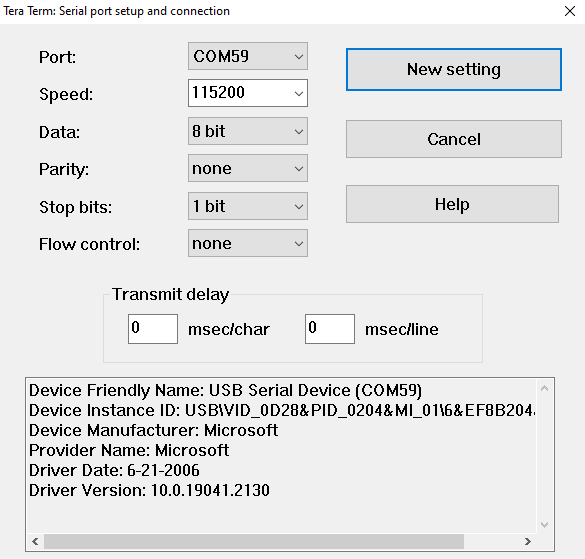 Tera Term: Serial port setup and connection
Port: COM59
New setting
Speed: 115200
Data: 8 bit
Cancel
Parity: none
Stop bits: 1 bit
Help
Flow control: none
Transmit delay
0 msec/char 0 msec/line
Device Friendly Name: USB Serial Device (COM59)
Device Instance ID: USB\VID_0D28&PID_0204&MI_01\6&EF8B204
Device Manufacturer: Microsoft
Provider Name: Microsoft
Driver Date: 6-21-2006
Driver Version: 10.0.19041.2130